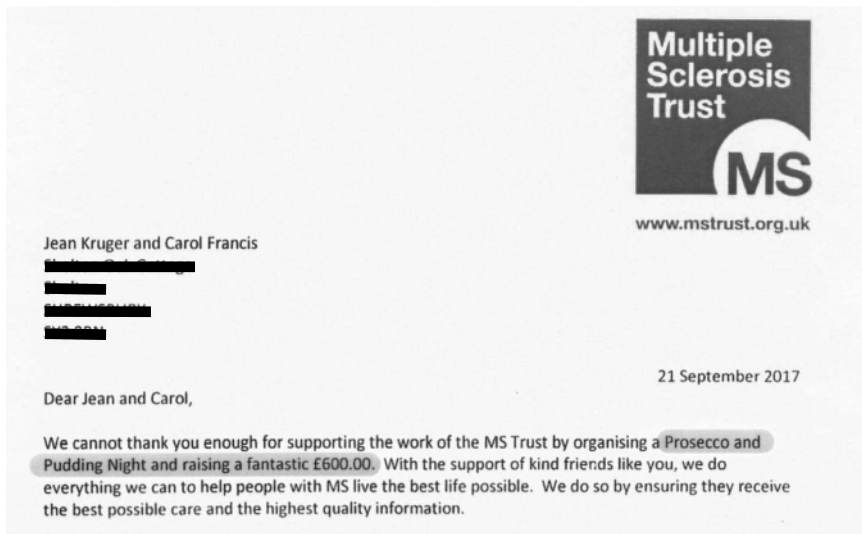 Multiple
Sclerosis
Trust
MS
www.mstrust.org.uk
Jean Kruger and Carol Francis
21 September 2017
Dear Jean and Carol,
We cannot thank you enough for supporting the work of the MS Trust by organising a Prosecco and
Pudding Night and raising a fantastic £600.00. With the support of kind friends like you, we do
everything we can to help people with MS live the best life possible. We do so by ensuring they receive
the best possible care and the highest quality information.